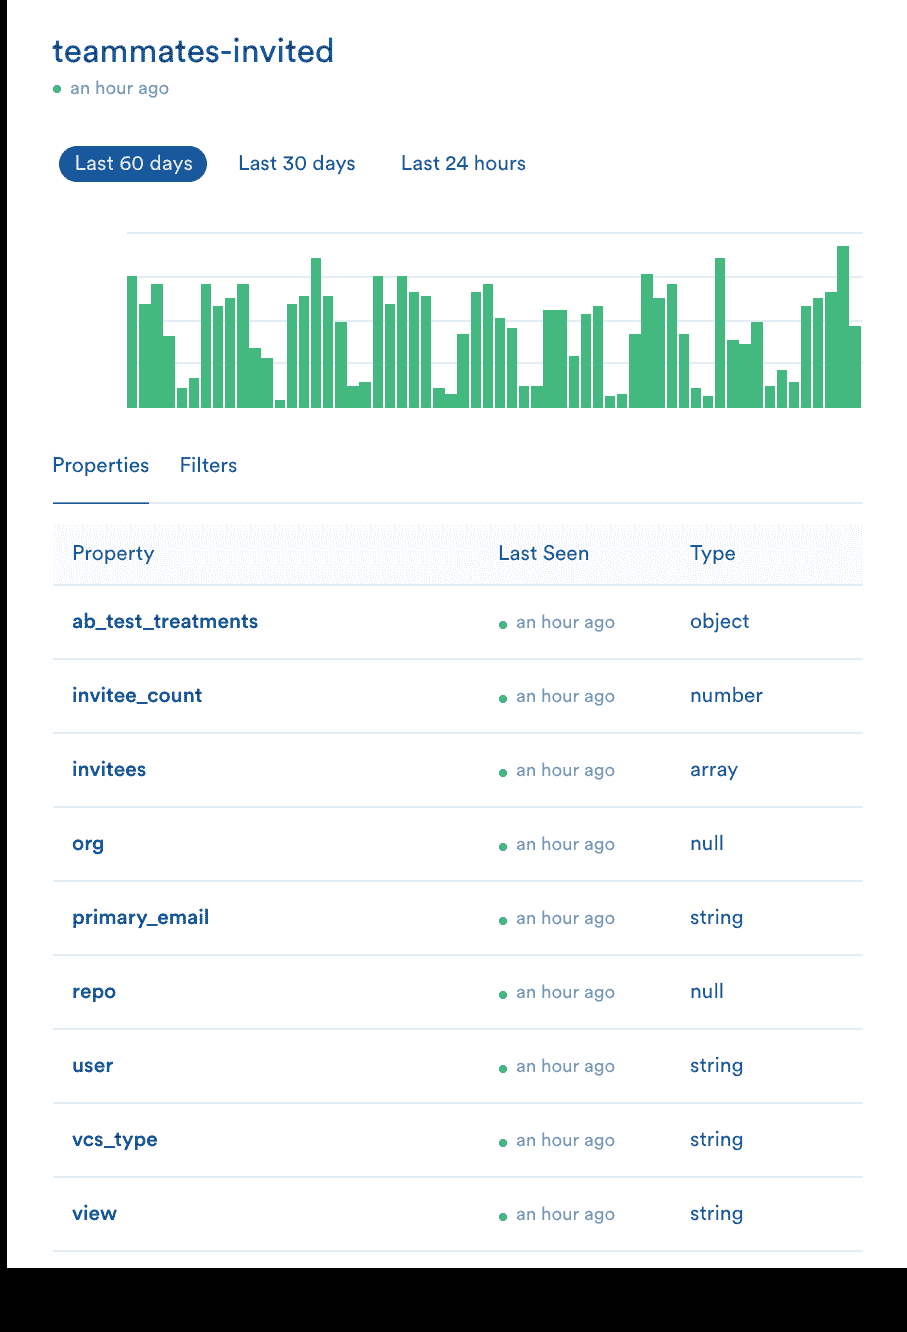 teammates-invited
an hour ago
Last 60 days Last 30 days Last 24 hours
Properties Filters
Property Last Seen Type
ab_test_treatments an hour ago object
invitee_count an hour ago number
invitees an hour ago array
org an hour ago null
primary_email an hour ago string
repo an hour ago null
user an hour ago string
vcs_type an hour ago string
view an hour ago string